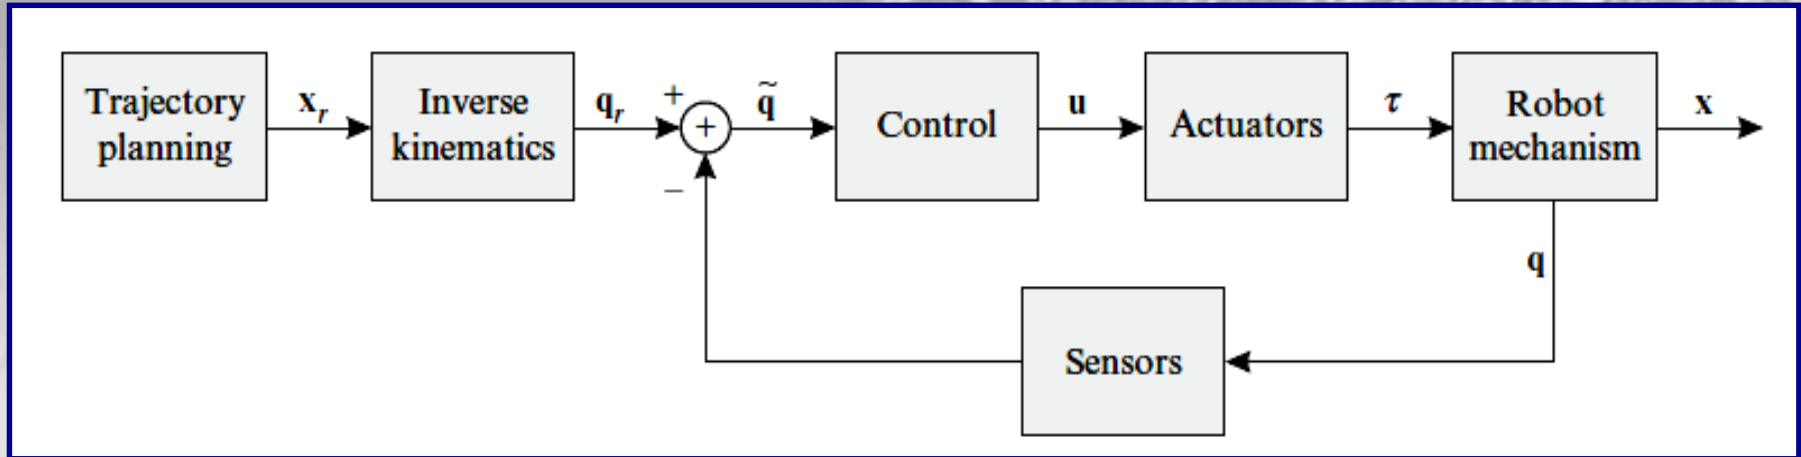 Trajectory
planning
x_r
Inverse
kinematics
q_r
+
+
−
q̃
Control
u
Actuators
τ
Robot
mechanism
x
q
Sensors